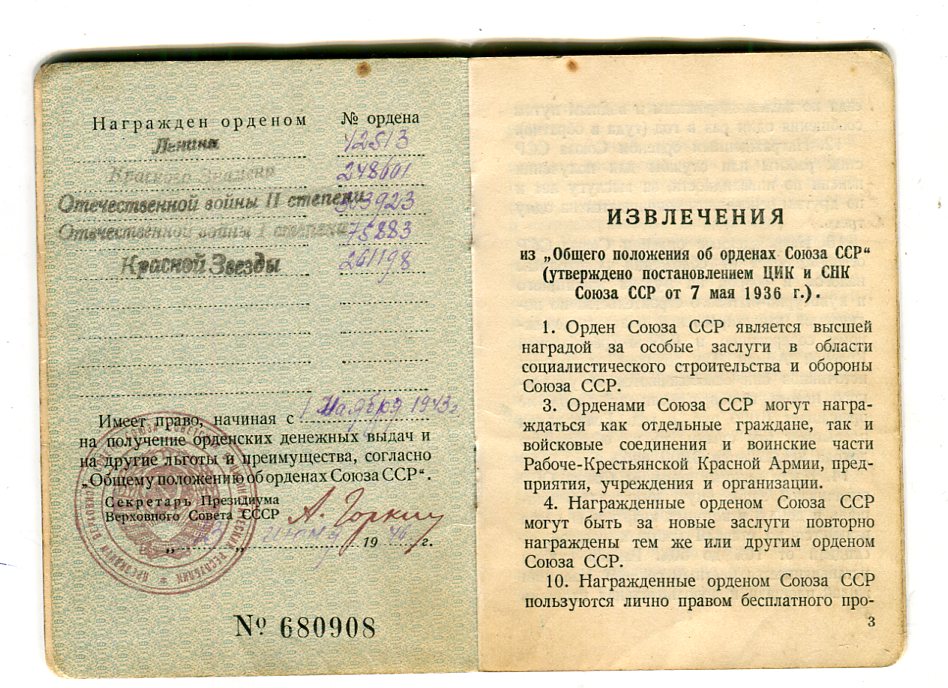 Награжден орденом № ордена
Ленина 12513
Красного Знамени 248601
Отечественной войны II степени 313923
Отечественной войны I степени 75883
Красной Звезды 261198
Имеет право, начиная с 1 Ноября 1943 г.
на получение орденских денежных выдач и
на другие льготы и преимущества, согласно
„Общему положению об орденах Союза ССР“.
Секретарь Президиума
Верховного Совета СССР А. Горкин
19 г.
№ 680908
ИЗВЛЕЧЕНИЯ
из „Общего положения об орденах Союза ССР“
(утверждено постановлением ЦИК и СНК
Союза ССР от 7 мая 1936 г.).
1. Орден Союза ССР является высшей
наградой за особые заслуги в области
социалистического строительства и обороны
Союза ССР.
3. Орденами Союза ССР могут награ-
ждаться как отдельные граждане, так и
войсковые соединения и воинские части
Рабоче-Крестьянской Красной Армии, пред-
приятия, учреждения и организации.
4. Награжденные орденом Союза ССР
могут быть за новые заслуги повторно
награждены тем же или другим орденом
Союза ССР.
10. Награжденные орденом Союза ССР
пользуются лично правом бесплатного про-
3